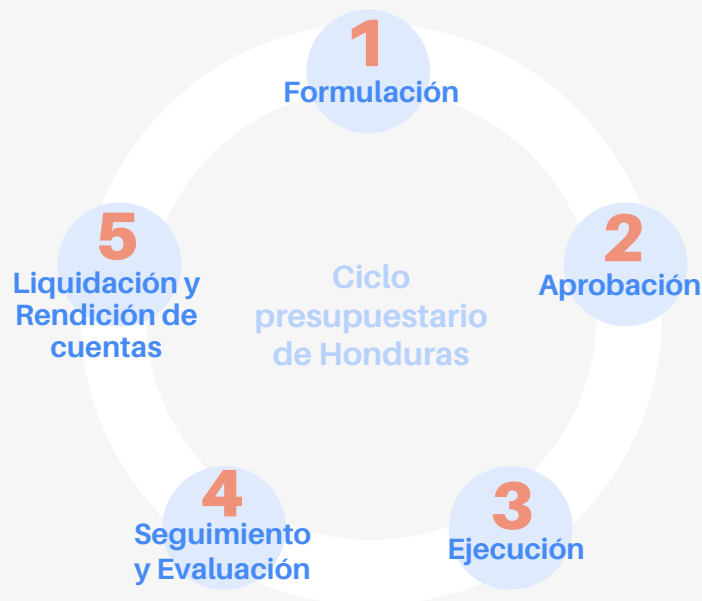 1
Formulación
2
Aprobación
3
Ejecución
4
Seguimiento
y Evaluación
5
Liquidación y
Rendición de
cuentas
Ciclo
presupuestario
de Honduras